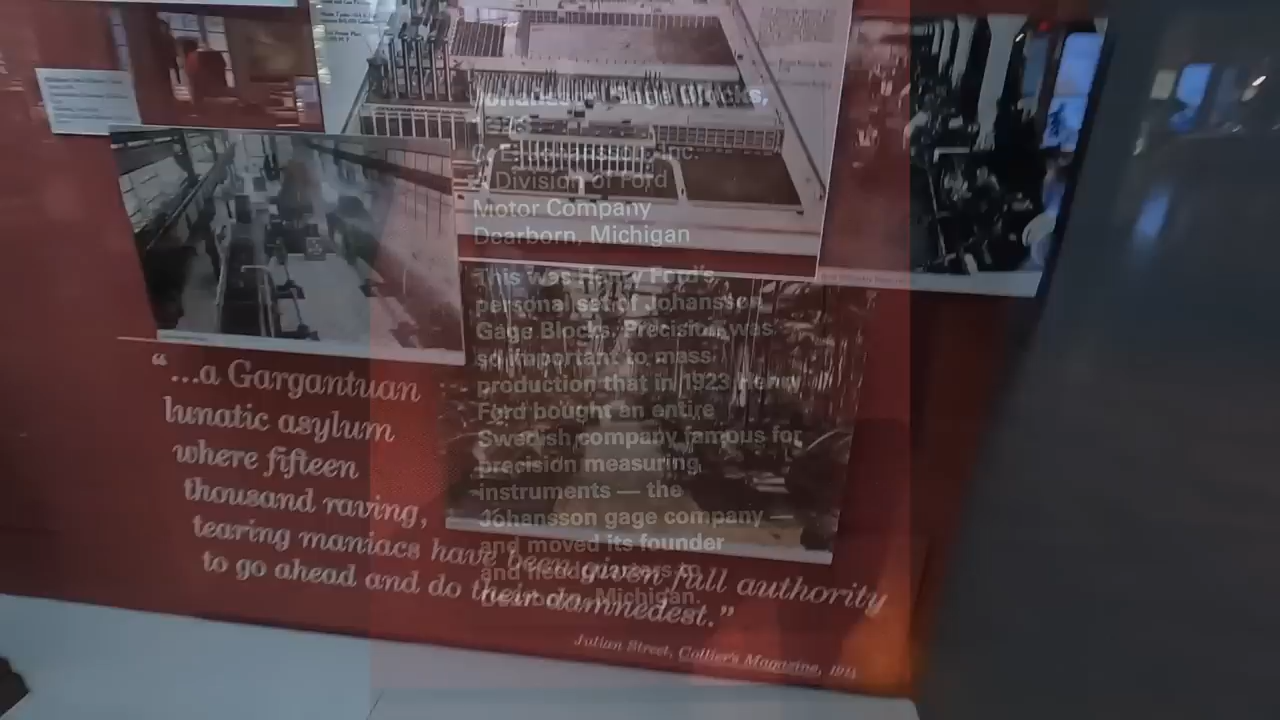 Gage Blocks,
Division of Ford
Motor Company
Dearborn, Michigan
This was Henry Ford's
personal set of Johansson
Gage Blocks. Precision was
so important to mass
production that in 1923 Henry
Ford bought an entire
Swedish company famous for
precision measuring
instruments — the
Johansson gage company —
and moved its founder
and headquarters to
Dearborn, Michigan.
“...a Gargantuan
lunatic asylum
where fifteen
thousand raving,
tearing maniacs have been given full authority
to go ahead and do their damnedest.”
Julian Street, Collier's Magazine, 1914